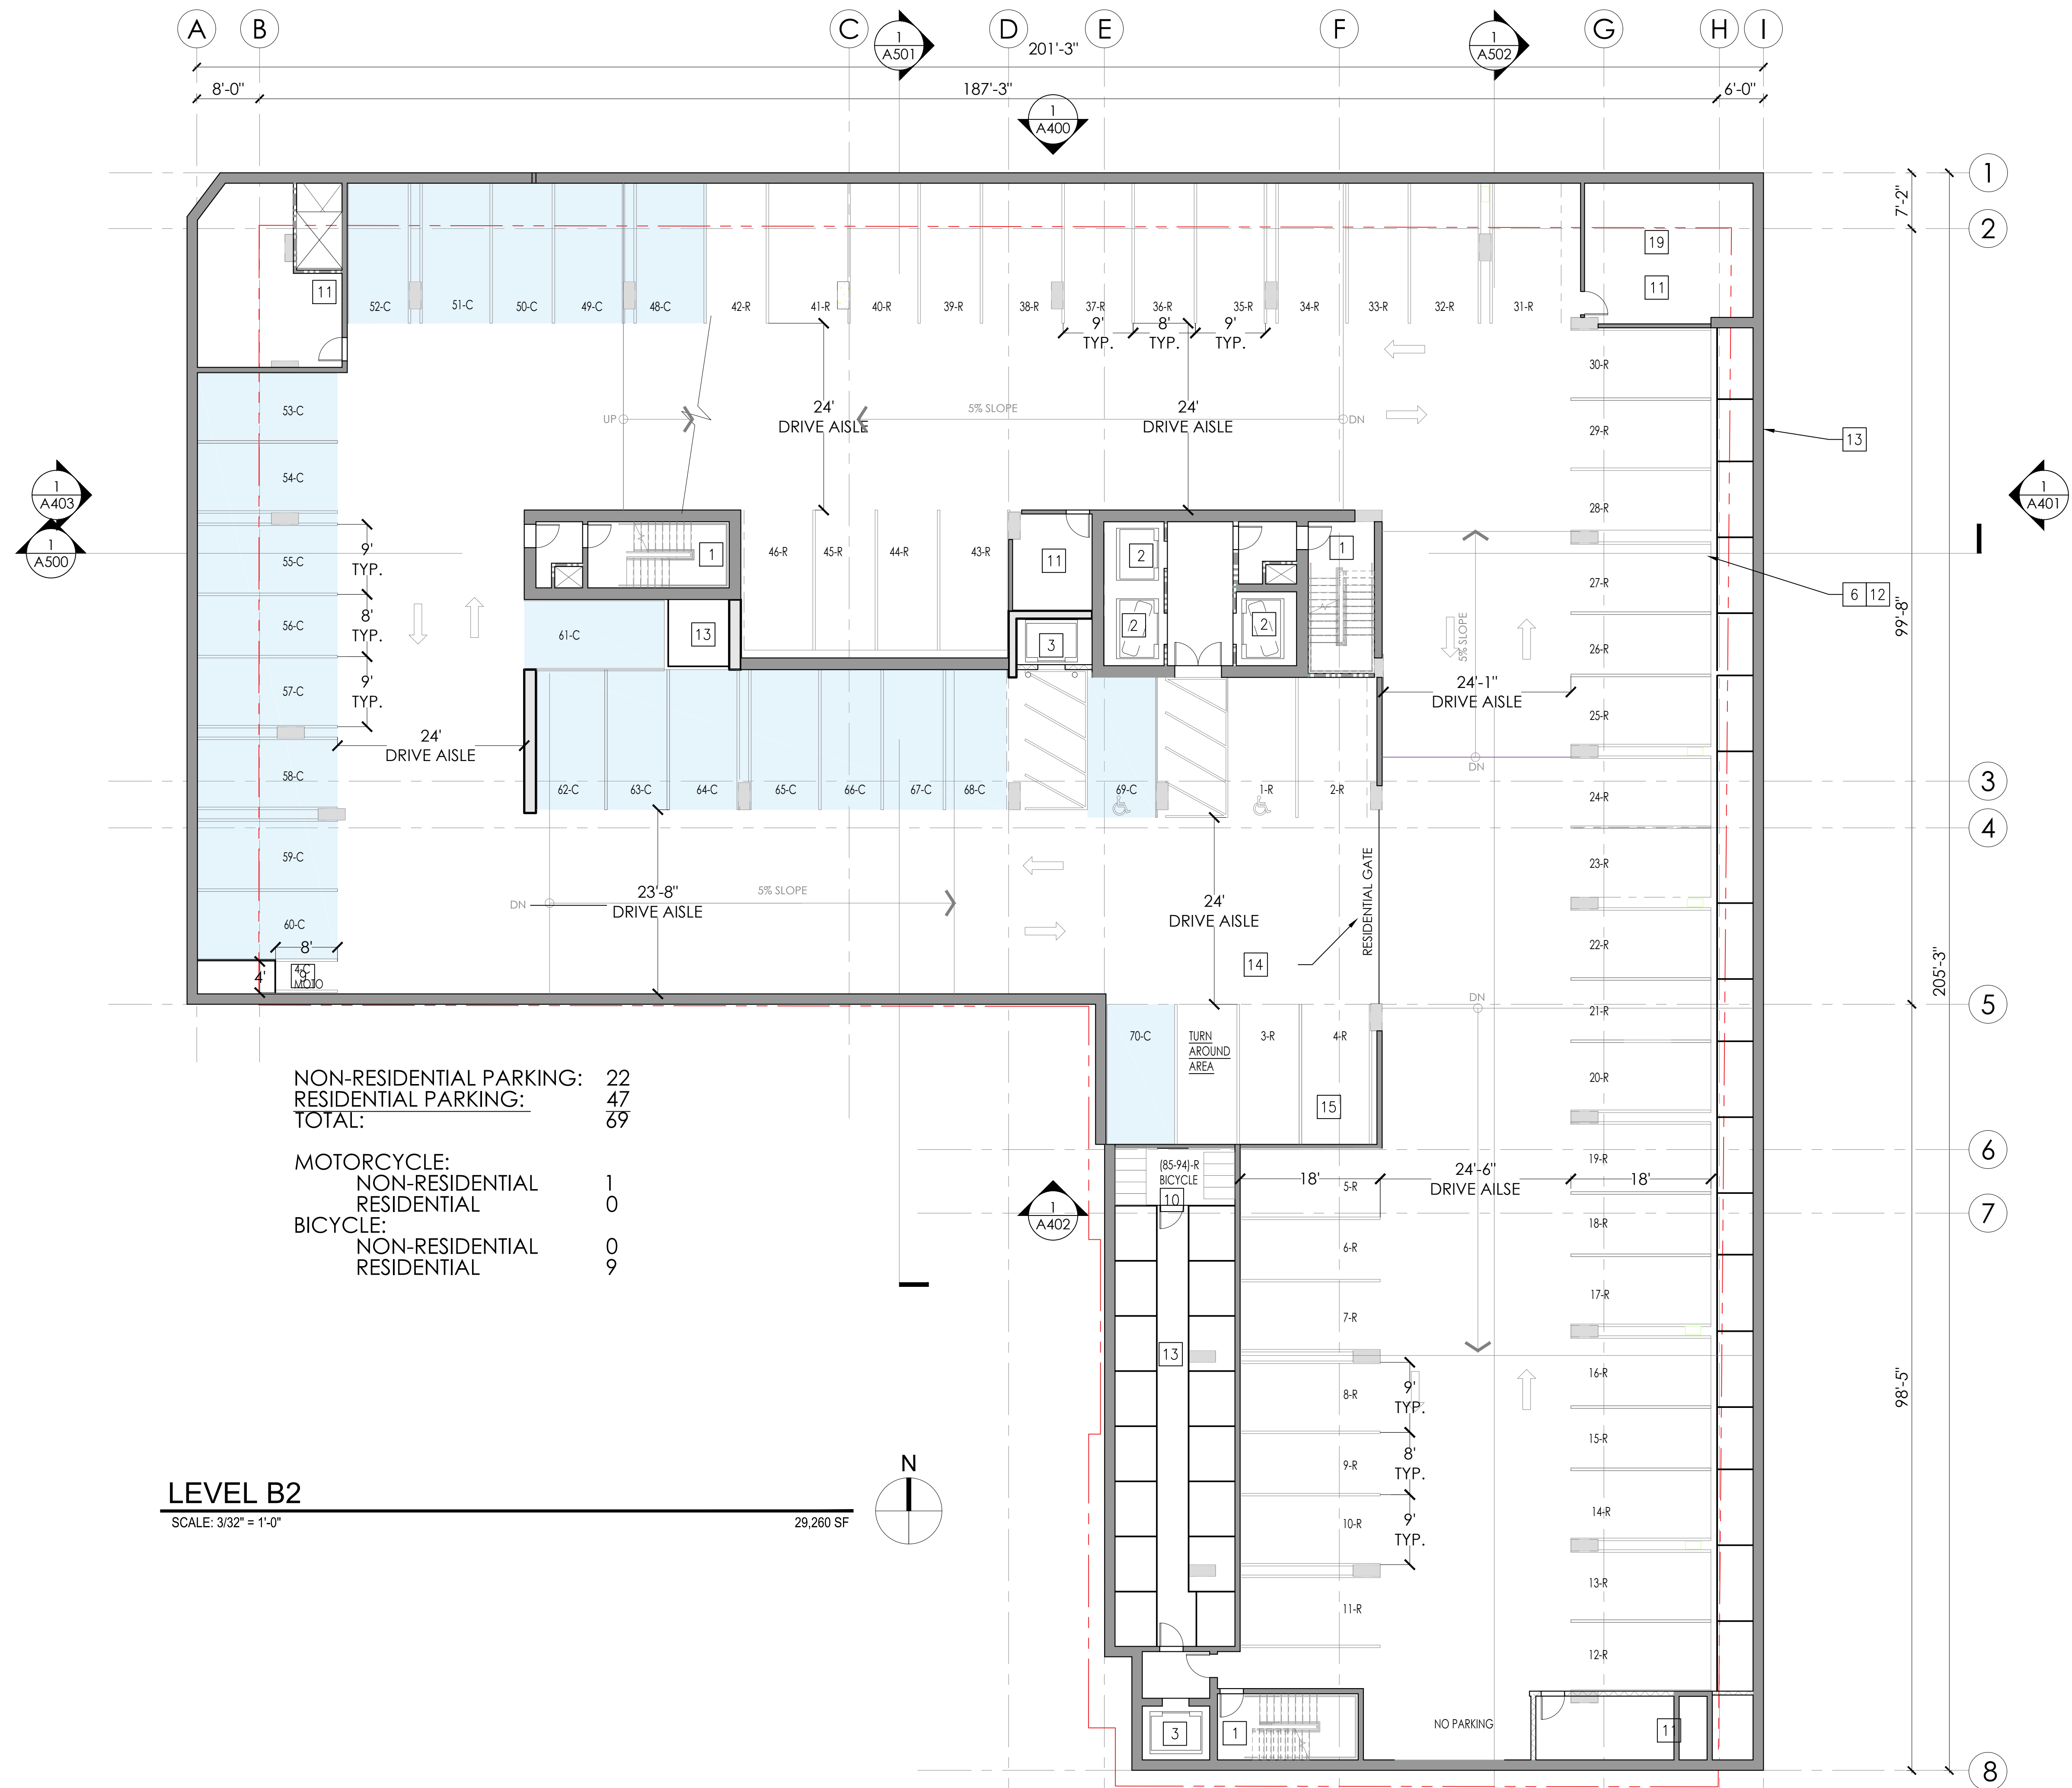 A
B
C
D
E
F
G
H
I
1
A501
201'-3"
1
A502
8'-0"
187'-3"
6'-0"
1
A400
1
7'-2"
2
19
11
11
52-C
51-C
50-C
49-C
48-C
42-R
41-R
40-R
39-R
38-R
37-R
36-R
35-R
34-R
33-R
32-R
31-R
9'
TYP.
8'
TYP.
9'
TYP.
30-R
53-C
24'
DRIVE AISLE
5% SLOPE
24'
DRIVE AISLE
UP
DN
29-R
13
54-C
1
A403
1
A500
1
A401
28-R
9'
TYP.
55-C
1
46-R
45-R
44-R
43-R
11
2
1
27-R
6
12
99'-8"
8'
TYP.
56-C
61-C
13
3
2
2
5% SLOPE
26-R
9'
TYP.
57-C
24'-1"
DRIVE AISLE
25-R
24'
DRIVE AISLE
DN
58-C
62-C
63-C
64-C
65-C
66-C
67-C
68-C
69-C
1-R
2-R
3
24-R
4
59-C
23-R
RESIDENTIAL GATE
23'-8"
DRIVE AISLE
5% SLOPE
DN
24'
DRIVE AISLE
60-C
8'
4'
4-C
9
MOTO
14
22-R
205'-3"
DN
21-R
5
70-C
TURN
AROUND
AREA
3-R
4-R
15
20-R
NON-RESIDENTIAL PARKING: 22
RESIDENTIAL PARKING: 47
TOTAL: 69
MOTORCYCLE:
NON-RESIDENTIAL 1
RESIDENTIAL 0
BICYCLE:
NON-RESIDENTIAL 0
RESIDENTIAL 9
6
19-R
(85-94)-R
BICYCLE
10
18'
5-R
24'-6"
DRIVE AILSE
18'
1
A402
7
18-R
6-R
17-R
7-R
13
16-R
8-R
9'
TYP.
98'-5"
15-R
9-R
8'
TYP.
14-R
10-R
9'
TYP.
N
LEVEL B2
SCALE: 3/32" = 1'-0"
29,260 SF
13-R
11-R
12-R
NO PARKING
3
1
11
8